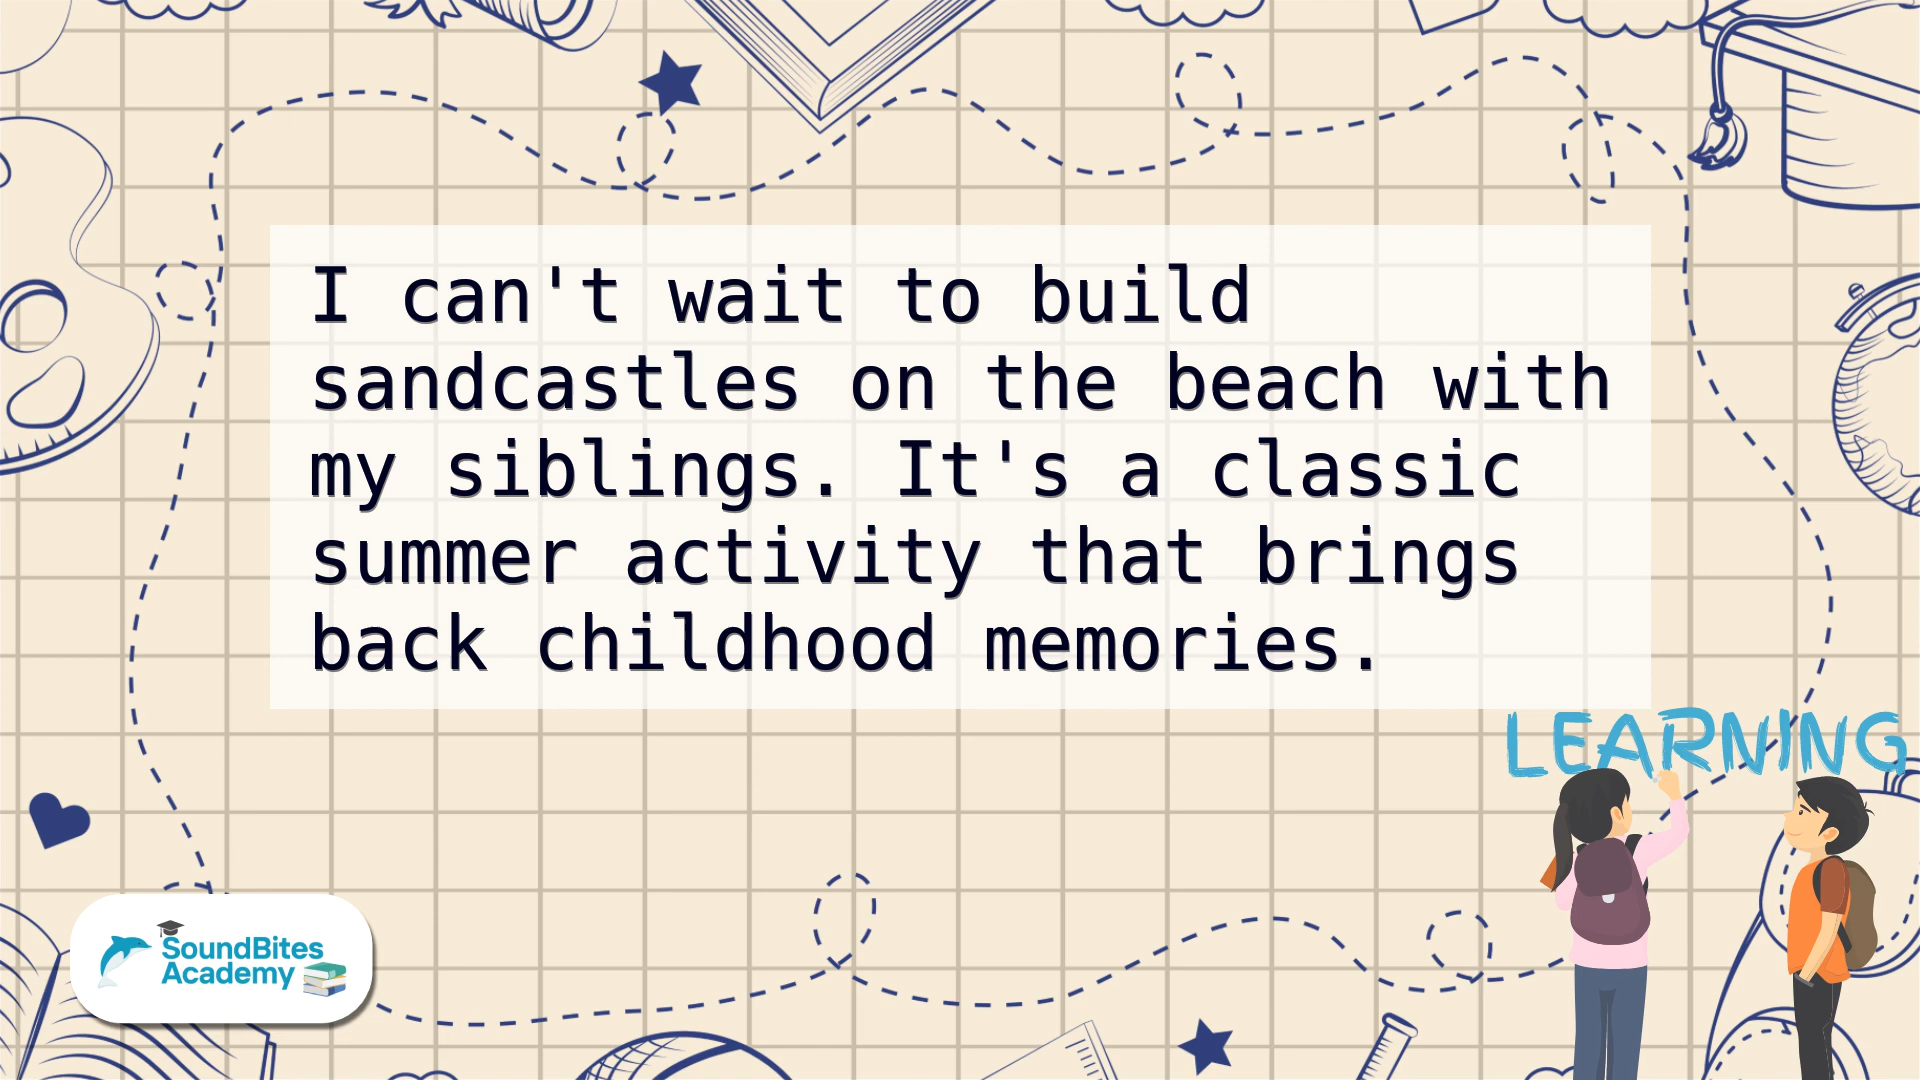 I can't wait to build
sandcastles on the beach with
my siblings. It's a classic
summer activity that brings
back childhood memories.
LEARNING
SoundBites
Academy